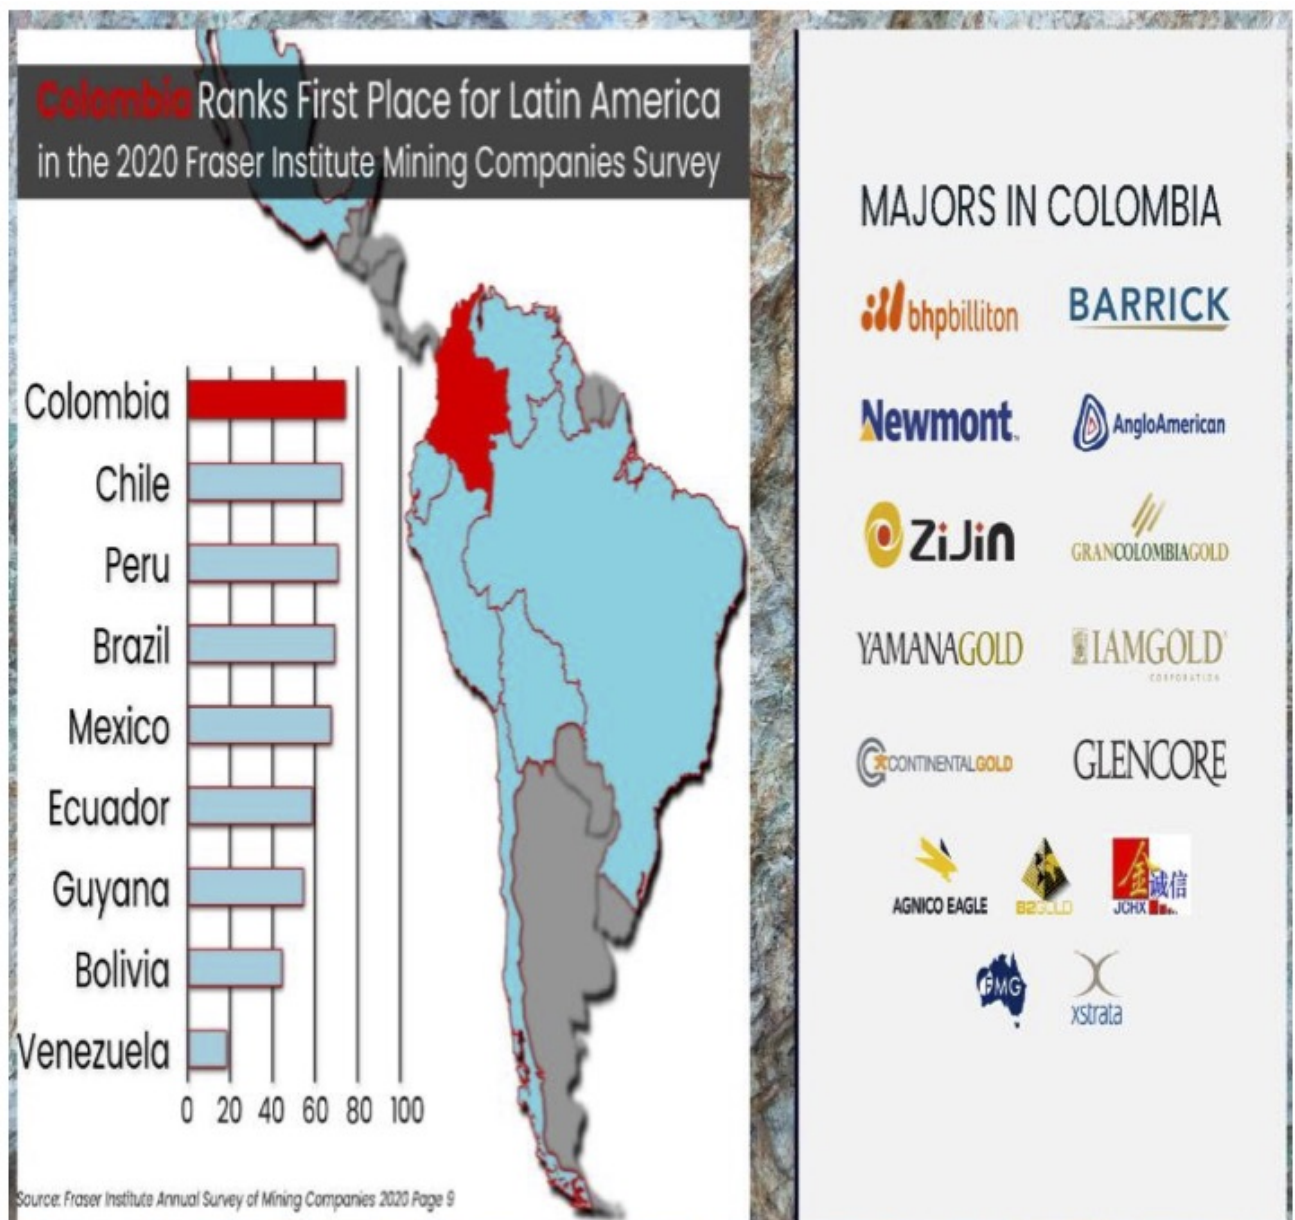 Colombia Ranks First Place for Latin America
in the 2020 Fraser Institute Mining Companies Survey
Colombia
Chile
Peru
Brazil
Mexico
Ecuador
Guyana
Bolivia
Venezuela
0 20 40 60 80 100
Source: Fraser Institute Annual Survey of Mining Companies 2020 Page 9
MAJORS IN COLOMBIA
bhpbilliton BARRICK
Newmont AngloAmerican
ZiJin GRANCOLOMBIAGOLD
YAMANAGOLD IAMGOLD
CORPORATION
CONTINENTALGOLD GLENCORE
金诚信
AGNICO EAGLE B2GOLD JCHX
FMG
xstrata